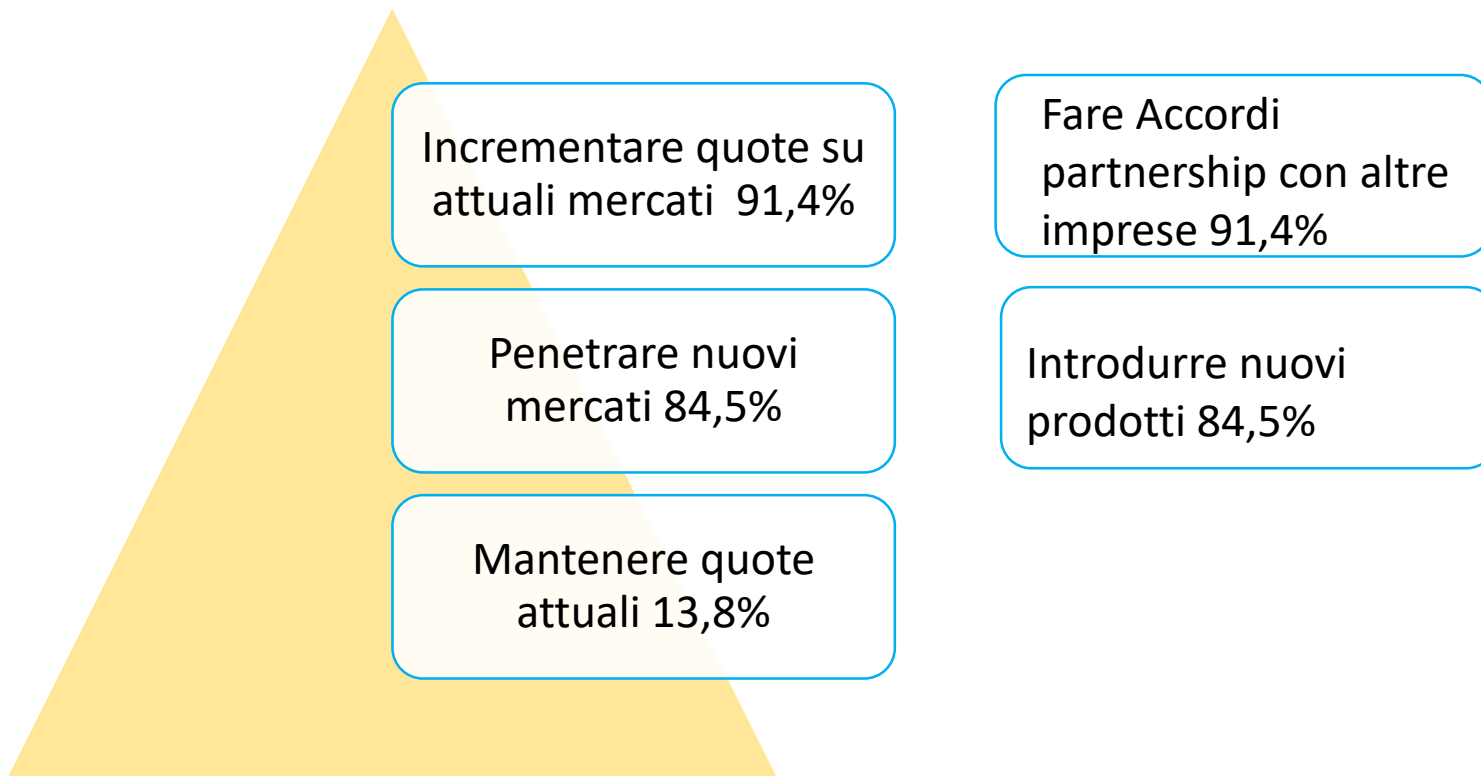 Incrementare quote su
attuali mercati 91,4%
Fare Accordi
partnership con altre
imprese 91,4%
Penetrare nuovi
mercati 84,5%
Introdurre nuovi
prodotti 84,5%
Mantenere quote
attuali 13,8%